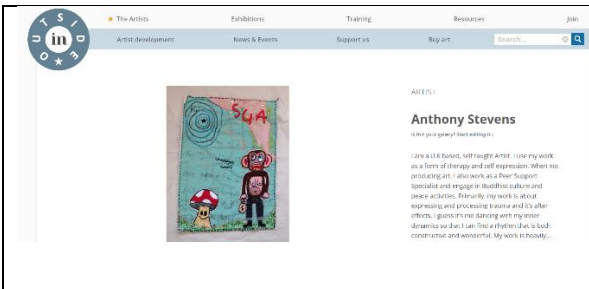 OUTSIDE
in
The Artists
Exhibitions
Training
Resources
Join
Artist development
News & Events
Support us
Buy art
Search...
ARTIST
Anthony Stevens
Is this your gallery? Start editing it.
I am a U.K based, self taught Artist. I use my work
as a form of therapy and self expression. When not
producing art, I also work as a Peer Support
Specialist and engage in Buddhist culture and
peace activities. Primarily, my work is about
expressing and processing trauma and it's after
effects. I guess it's me dancing with my inner
dynamics so that I can find a rhythm that is both
constructive and wonderful. My work is heavily...